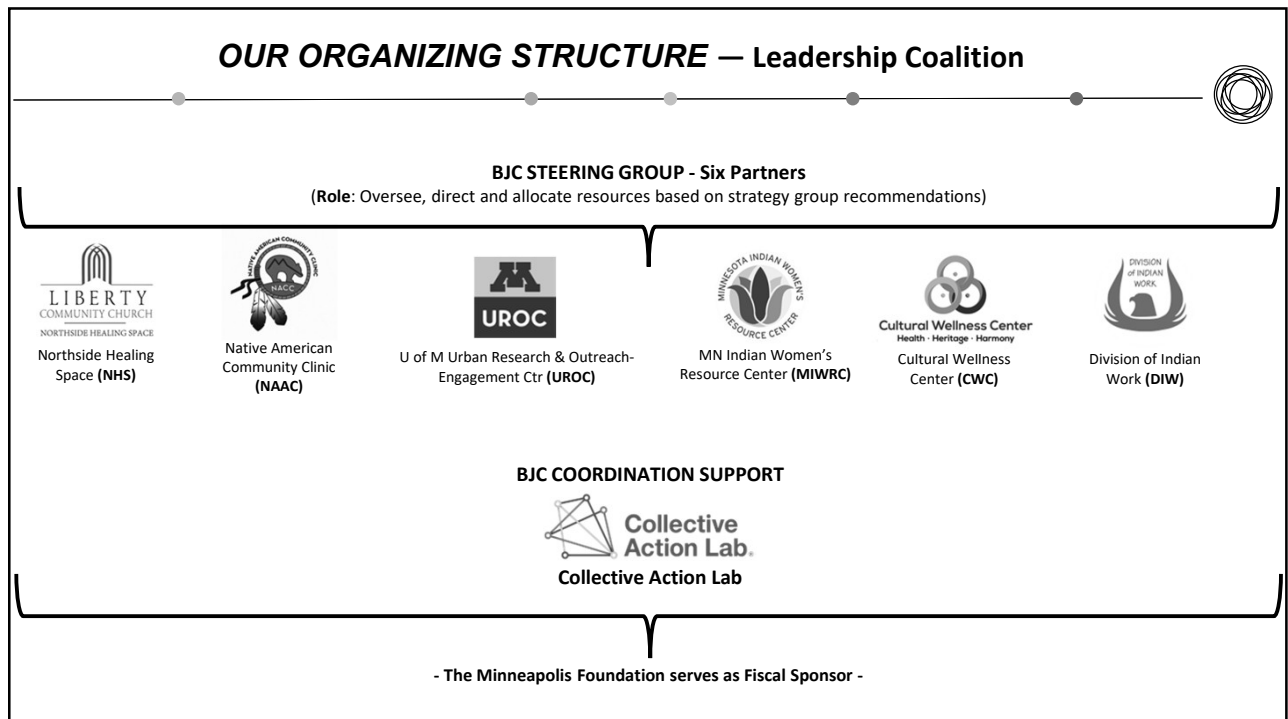 OUR ORGANIZING STRUCTURE — Leadership Coalition
BJC STEERING GROUP - Six Partners
(Role: Oversee, direct and allocate resources based on strategy group recommendations)
LIBERTY
COMMUNITY CHURCH
NORTHSIDE HEALING SPACE
Northside Healing
Space (NHS)
NATIVE AMERICAN COMMUNITY CLINIC
NACC
Native American
Community Clinic
(NAAC)
M
UROC
U of M Urban Research & Outreach-
Engagement Ctr (UROC)
MINNESOTA INDIAN WOMEN'S
RESOURCE CENTER
MN Indian Women's
Resource Center (MIWRC)
Cultural Wellness Center
Health · Heritage · Harmony
Cultural Wellness
Center (CWC)
DIVISION
of INDIAN
WORK
Division of Indian
Work (DIW)
BJC COORDINATION SUPPORT
Collective
Action Lab®
Collective Action Lab
- The Minneapolis Foundation serves as Fiscal Sponsor -